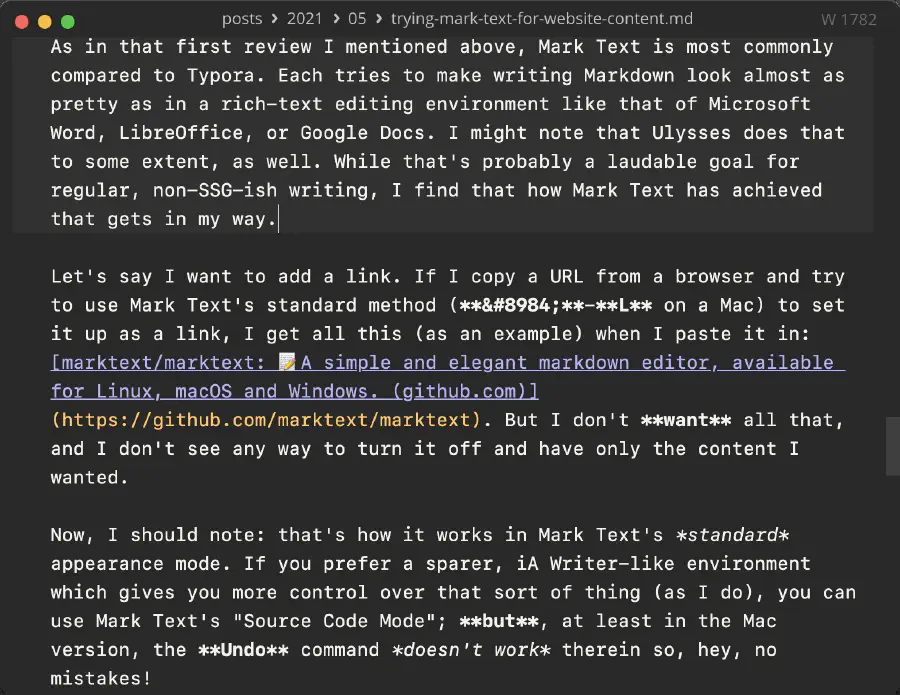 posts > 2021 > 05 > trying-mark-text-for-website-content.md W 1782
As in that first review I mentioned above, Mark Text is most commonly
compared to Typora. Each tries to make writing Markdown look almost as
pretty as in a rich-text editing environment like that of Microsoft
Word, LibreOffice, or Google Docs. I might note that Ulysses does that
to some extent, as well. While that's probably a laudable goal for
regular, non-SSG-ish writing, I find that how Mark Text has achieved
that gets in my way.
Let's say I want to add a link. If I copy a URL from a browser and try
to use Mark Text's standard method (**&#8984;**-**L** on a Mac) to set
it up as a link, I get all this (as an example) when I paste it in:
[marktext/marktext: 📝A simple and elegant markdown editor, available
for Linux, macOS and Windows. (github.com)]
(https://github.com/marktext/marktext). But I don't **want** all that,
and I don't see any way to turn it off and have only the content I
wanted.
Now, I should note: that's how it works in Mark Text's *standard*
appearance mode. If you prefer a sparer, iA Writer-like environment
which gives you more control over that sort of thing (as I do), you can
use Mark Text's "Source Code Mode"; **but**, at least in the Mac
version, the **Undo** command *doesn't work* therein so, hey, no
mistakes!